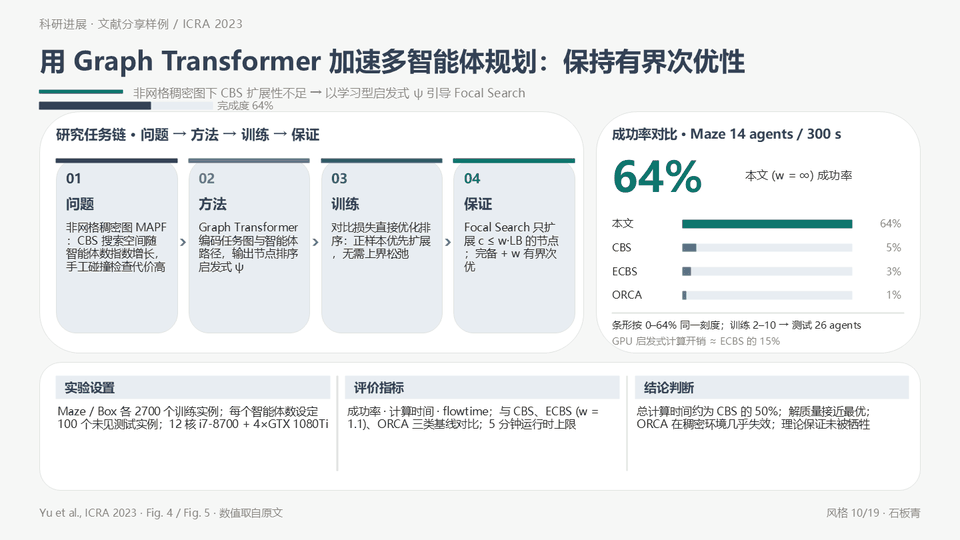 科研进展 · 文献分享样例 / ICRA 2023
用 Graph Transformer 加速多智能体规划：保持有界次优性
非网格稠密图下 CBS 扩展性不足 → 以学习型启发式 ψ 引导 Focal Search
完成度 64%
研究任务链 • 问题 → 方法 → 训练 → 保证
01
问题
非网格稠密图 MAPF
：CBS 搜索空间随
智能体数指数增长，
手工碰撞检查代价高
›
02
方法
Graph Transformer
编码任务图与智能体
路径，输出节点排序
启发式 ψ
›
03
训练
对比损失直接优化排
序：正样本优先扩展
，无需上界松弛
›
04
保证
Focal Search 只扩
展 c ≤ w·LB 的节点
；完备 + w 有界次
优
成功率对比 • Maze 14 agents / 300 s
64%
本文 (w = ∞) 成功率
本文 64%
CBS 5%
ECBS 3%
ORCA 1%
条形按 0–64% 同一刻度；训练 2–10 → 测试 26 agents
GPU 启发式计算开销 ≈ ECBS 的 15%
实验设置
Maze / Box 各 2700 个训练实例；每个智能体数设定
100 个未见测试实例；12 核 i7-8700 + 4×GTX 1080Ti
评价指标
成功率 · 计算时间 · flowtime；与 CBS、ECBS (w =
1.1)、ORCA 三类基线对比；5 分钟运行时上限
结论判断
总计算时间约为 CBS 的 50%；解质量接近最优；
ORCA 在稠密环境几乎失效；理论保证未被牺牲
Yu et al., ICRA 2023 · Fig. 4 / Fig. 5 · 数值取自原文
风格 10/19 · 石板青